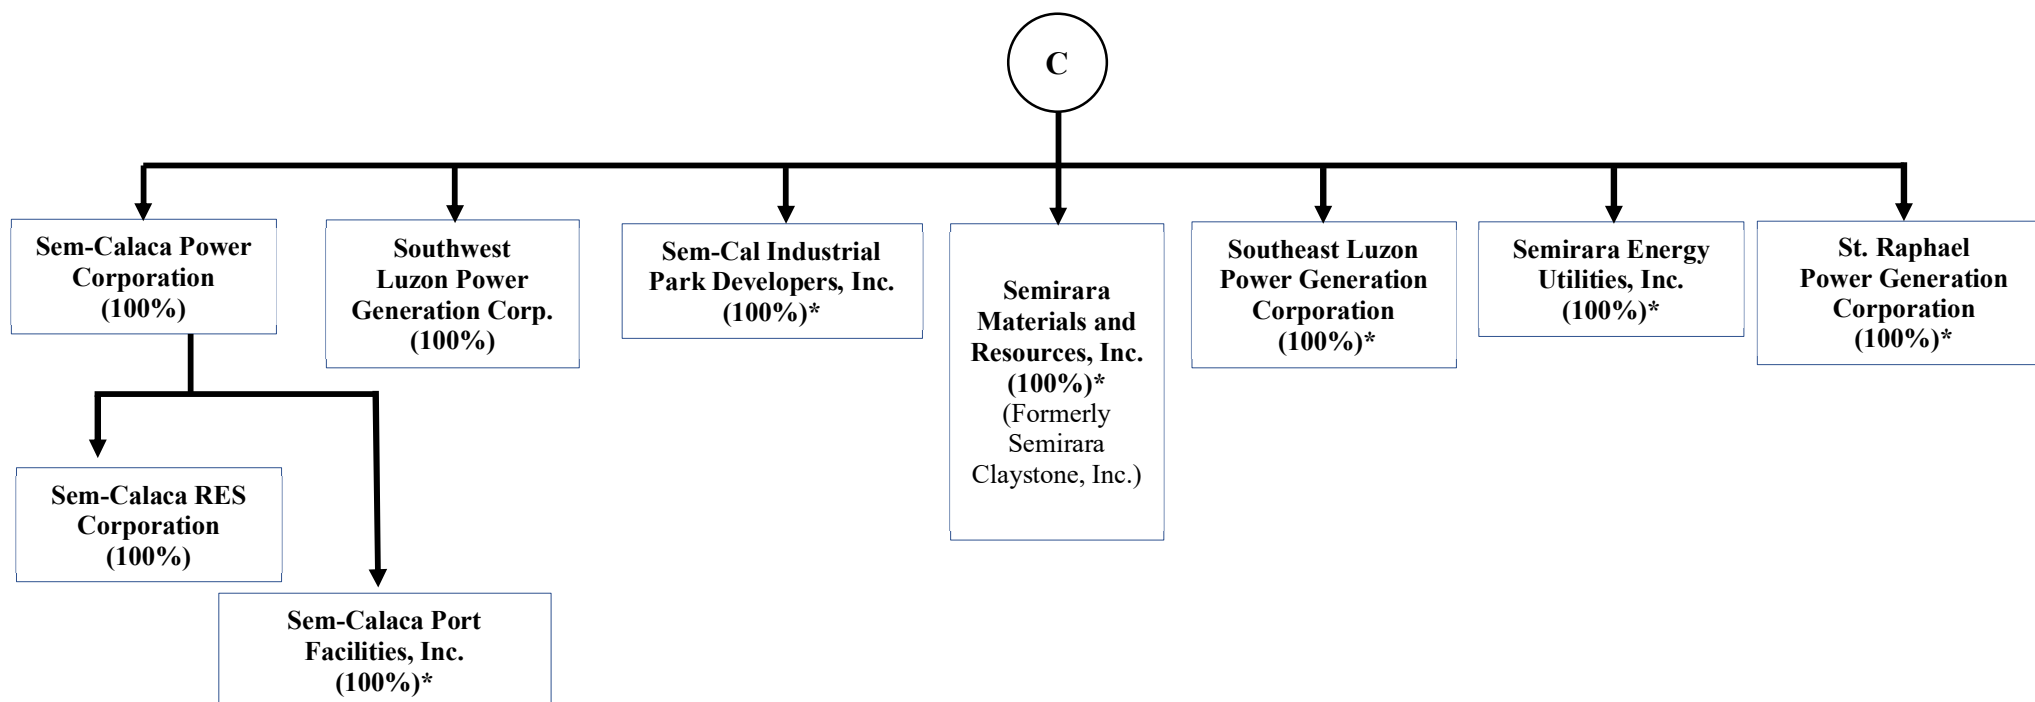 C
Sem-Calaca Power
Corporation
(100%)
Southwest
Luzon Power
Generation Corp.
(100%)
Sem-Cal Industrial
Park Developers, Inc.
(100%)*
Semirara
Materials and
Resources, Inc.
(100%)*
(Formerly
Semirara
Claystone, Inc.)
Southeast Luzon
Power Generation
Corporation
(100%)*
Semirara Energy
Utilities, Inc.
(100%)*
St. Raphael
Power Generation
Corporation
(100%)*
Sem-Calaca RES
Corporation
(100%)
Sem-Calaca Port
Facilities, Inc.
(100%)*